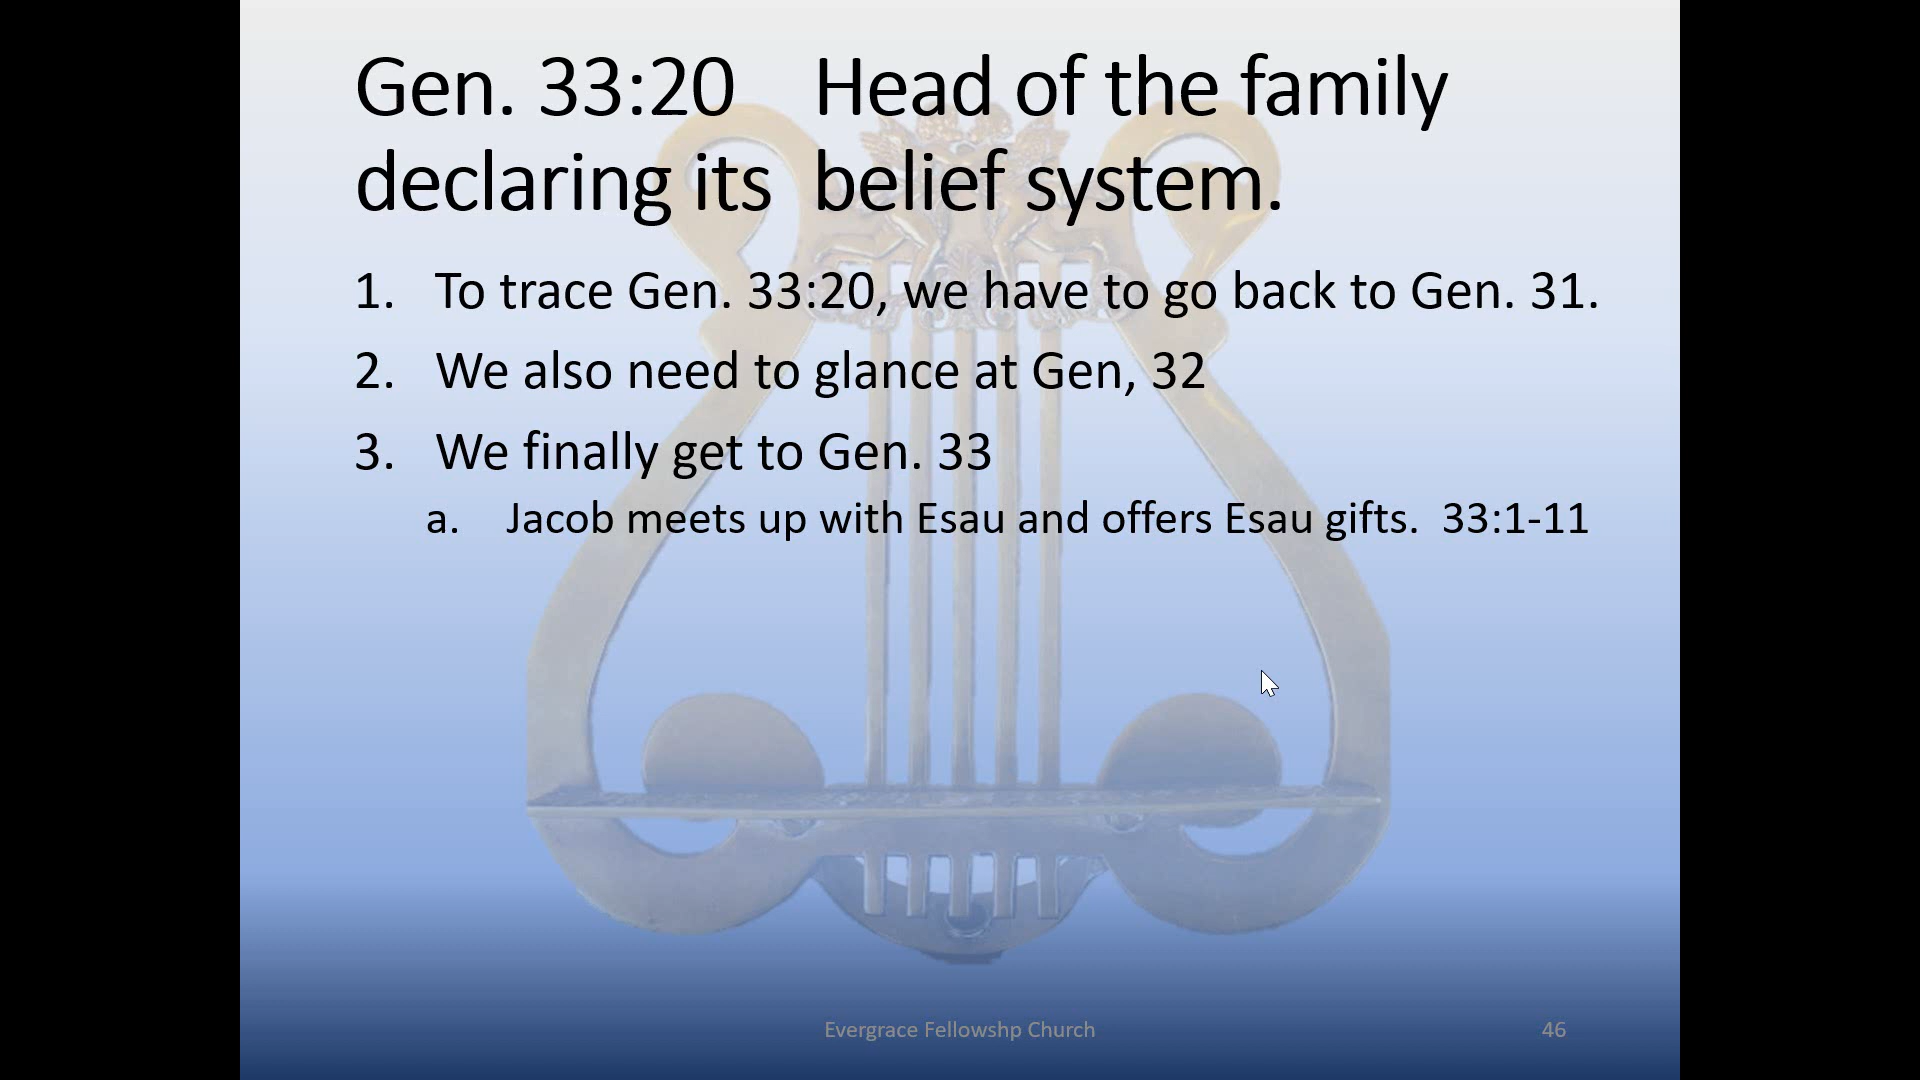 Gen. 33:20    Head of the family
declaring its  belief system.
1. To trace Gen. 33:20, we have to go back to Gen. 31.
2. We also need to glance at Gen, 32
3. We finally get to Gen. 33
a. Jacob meets up with Esau and offers Esau gifts.  33:1-11
Evergrace Fellowshp Church
46